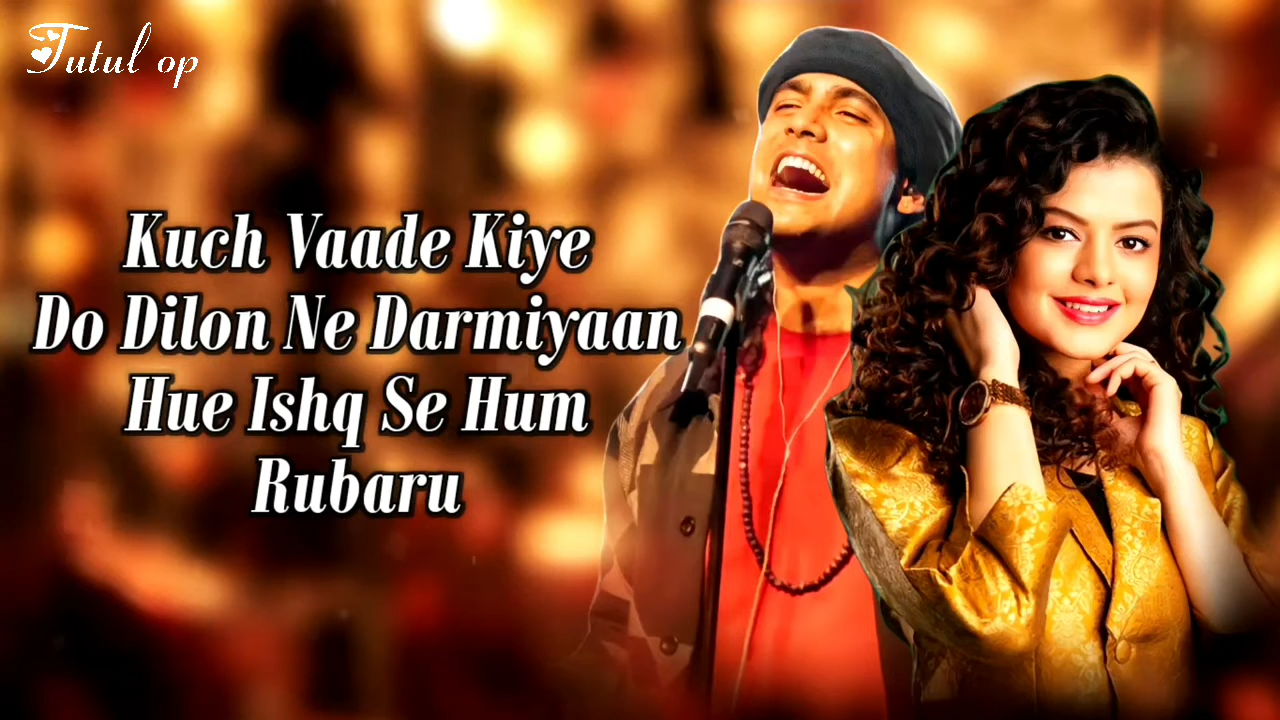 Tutul op
Kuch Vaade Kiye
Do Dilon Ne Darmiyaan
Hue Ishq Se Hum
Rubaru